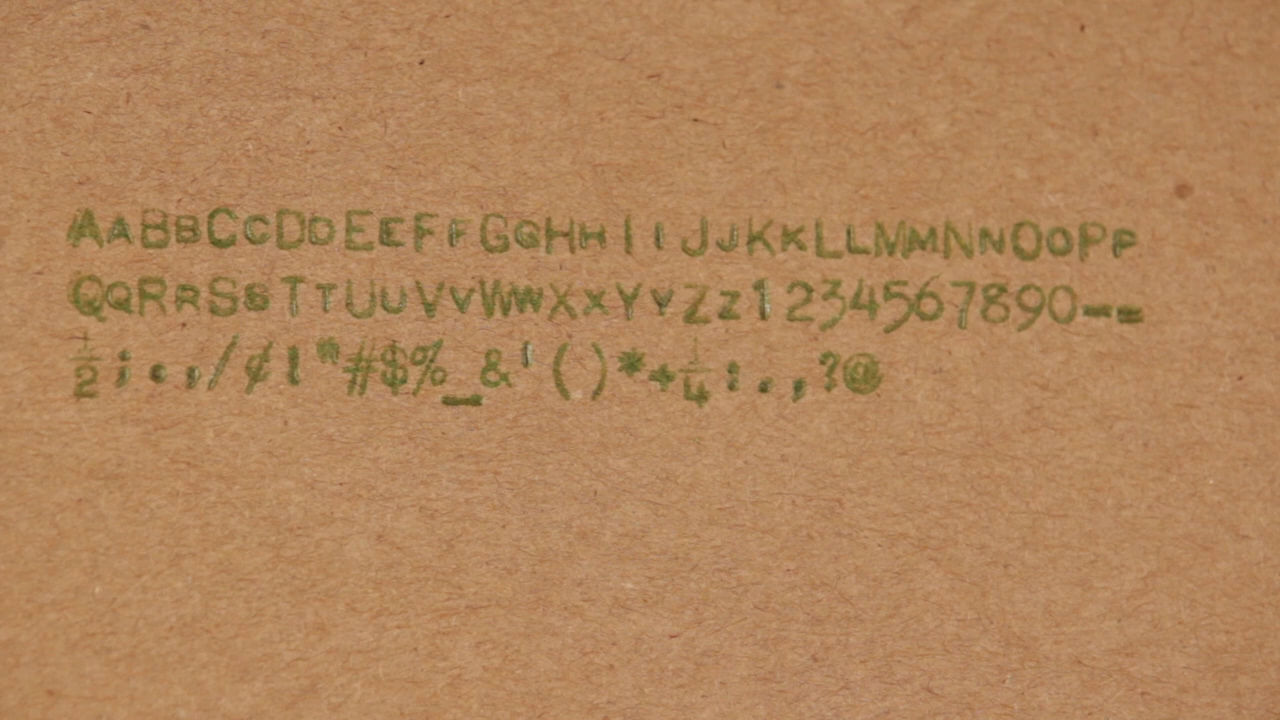 AABBCCDDEEFFGGHHIIJJKKLLMMNNOOPP
QQRRSSTTUUVVWWXXYYZZ1234567890-=
½;.,/¢!"#$%_&'()*+¼:.,?@